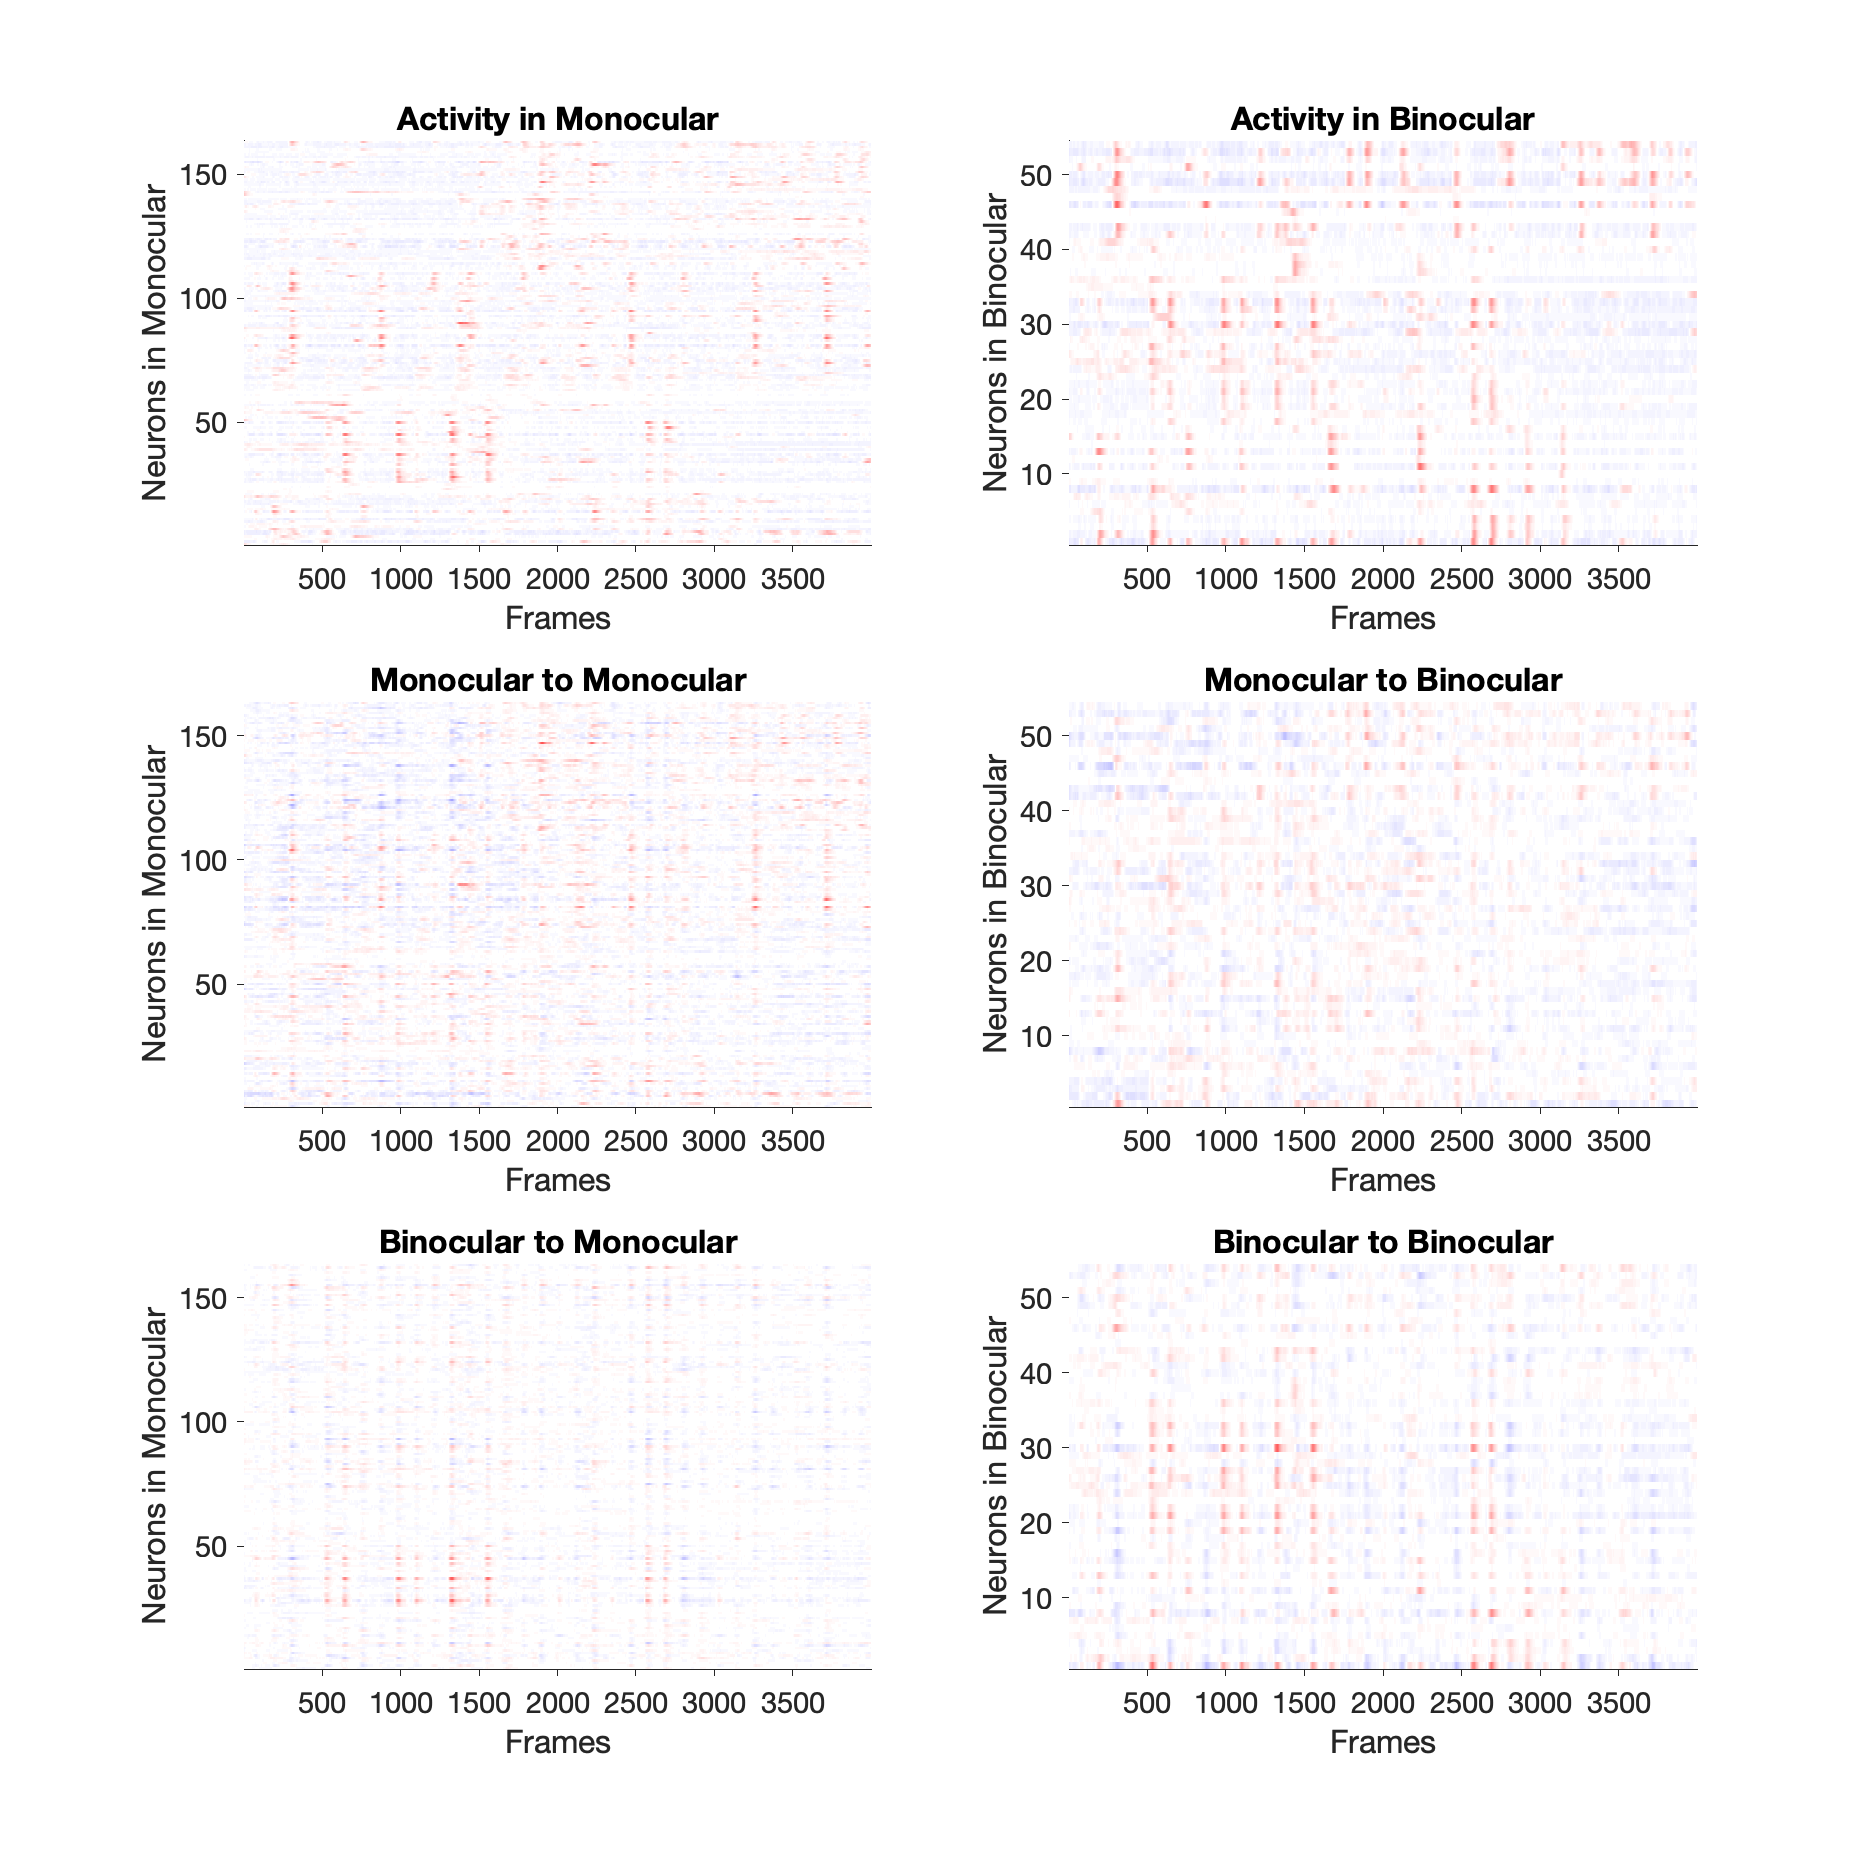 Activity in Monocular
Neurons in Monocular
150
100
50
500 1000 1500 2000 2500 3000 3500
Frames
Activity in Binocular
Neurons in Binocular
50
40
30
20
10
500 1000 1500 2000 2500 3000 3500
Frames
Monocular to Monocular
Neurons in Monocular
150
100
50
500 1000 1500 2000 2500 3000 3500
Frames
Monocular to Binocular
Neurons in Binocular
50
40
30
20
10
500 1000 1500 2000 2500 3000 3500
Frames
Binocular to Monocular
Neurons in Monocular
150
100
50
500 1000 1500 2000 2500 3000 3500
Frames
Binocular to Binocular
Neurons in Binocular
50
40
30
20
10
500 1000 1500 2000 2500 3000 3500
Frames